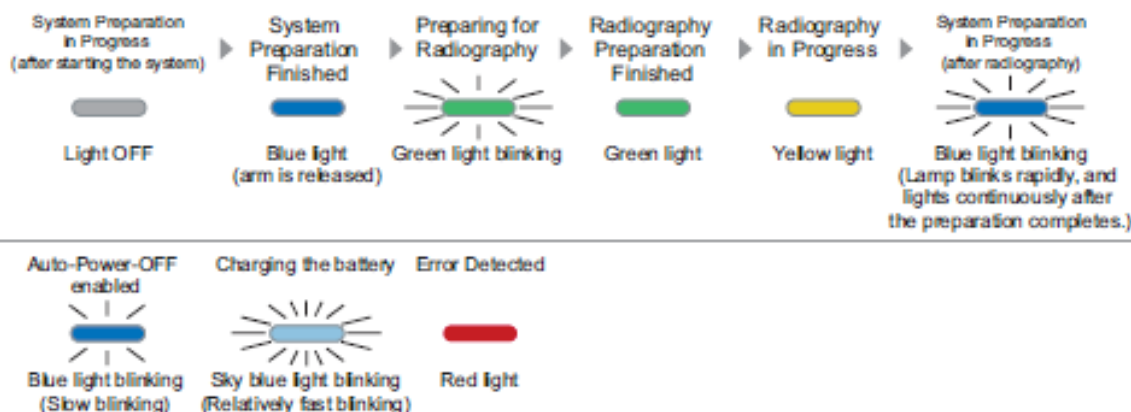 System Preparation
in Progress
(after starting the system)
System
Preparation
Finished
Preparing for
Radiography
Radiography
Preparation
Finished
Radiography
in Progress
System Preparation
in Progress
(after radiography)
Light OFF
Blue light
(arm is released)
Green light blinking
Green light
Yellow light
Blue light blinking
(Lamp blinks rapidly, and
lights continuously after
the preparation completes.)
Auto-Power-OFF
enabled
Charging the battery
Error Detected
Blue light blinking
(Slow blinking)
Sky blue light blinking
(Relatively fast blinking)
Red light